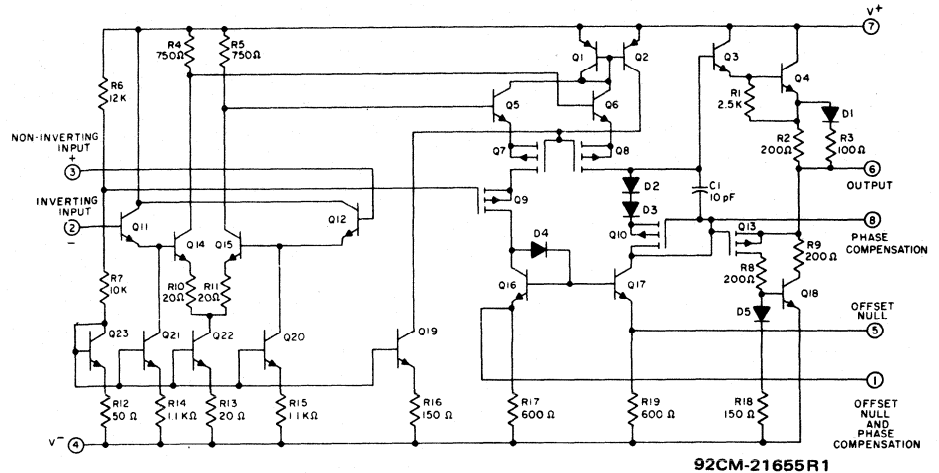 V+
7
R4
750Ω
R5
750Ω
Q1
Q2
Q3
Q4
R6
12K
R1
2.5K
D1
Q5
Q6
R2
200Ω
R3
100Ω
NON-INVERTING
INPUT
+
3
Q7
Q8
6
OUTPUT
D2
C1
10 pF
INVERTING
INPUT
2
−
Q9
D3
8
PHASE
COMPENSATION
Q11
Q12
Q10
Q13
Q14
Q15
D4
R9
200Ω
R7
10K
R10
20Ω
R11
20Ω
Q16
Q17
R8
200Ω
Q18
D5
OFFSET
NULL
5
Q23
Q21
Q22
Q20
Q19
1
OFFSET
NULL
AND
PHASE
COMPENSATION
R12
50 Ω
R14
1.1KΩ
R13
20 Ω
R15
1.1KΩ
R16
150 Ω
R17
600 Ω
R19
600 Ω
R18
150 Ω
V−
4
92CM-21655R1